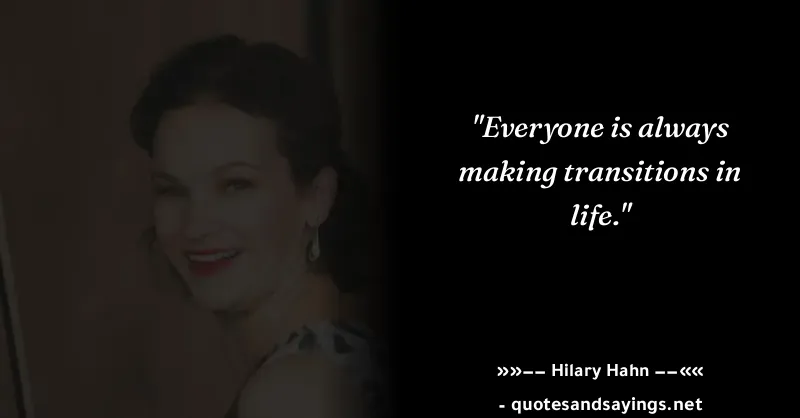 "Everyone is always
making transitions in
life."
»»−− Hilary Hahn −−««
- quotesandsayings.net